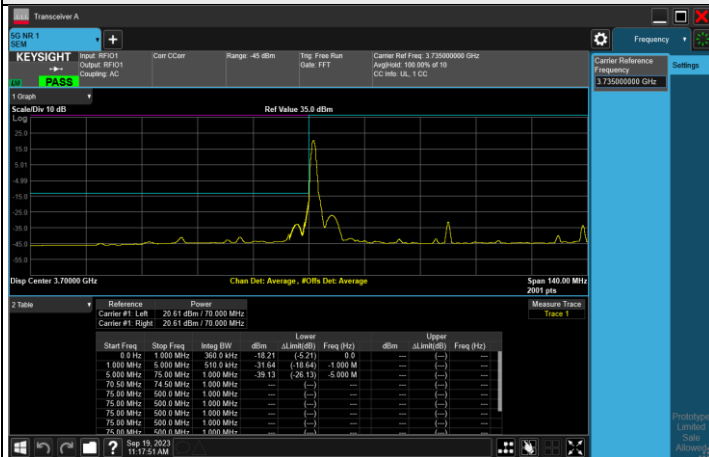 Transceiver A
5G NR 1
SEM
Frequency
KEYSIGHT
Input: RFIO1
Output: RFIO1
Coupling: AC
Corr CCorr
Range: -45 dBm
Trig: Free Run
Gate: FFT
Carrier Ref Freq: 3.735000000 GHz
Avg|Hold: 100.00% of 10
CC Info: UL, 1 CC
LV PASS
Carrier Reference
Frequency
3.735000000 GHz
Settings
1 Graph
Scale/Div 10 dB
Ref Value 35.0 dBm
Log
25.0
15.0
5.01
-4.99
-15.0
-25.0
-35.0
-45.0
-55.0
Disp Center 3.70000 GHz
Chan Det: Average, #Offs Det: Average
Span 140.00 MHz
2001 pts
2 Table
Reference Power
Carrier #1: Left 20.61 dBm / 70.000 MHz
Carrier #1: Right 20.61 dBm / 70.000 MHz
Measure Trace
Trace 1
Lower Upper
Start Freq Stop Freq Integ BW dBm ΔLimit(dB) Freq (Hz) dBm ΔLimit(dB) Freq (Hz)
0.0 Hz 1.000 MHz 360.0 kHz -18.21 (-5.21) 0.0 --- (---) ---
1.000 MHz 5.000 MHz 510.0 kHz -31.64 (-18.64) -1.000 M --- (---) ---
5.000 MHz 75.00 MHz 1.000 MHz -39.13 (-26.13) -5.000 M --- (---) ---
70.50 MHz 74.50 MHz 1.000 MHz --- (---) --- --- (---) ---
75.00 MHz 500.0 MHz 1.000 MHz --- (---) --- --- (---) ---
75.00 MHz 500.0 MHz 1.000 MHz --- (---) --- --- (---) ---
75.00 MHz 500.0 MHz 1.000 MHz --- (---) --- --- (---) ---
75.00 MHz 500.0 MHz 1.000 MHz --- (---) --- --- (---) ---
Prototype
Limited
Sale
Allowed
Sep 19, 2023
11:17:51 AM